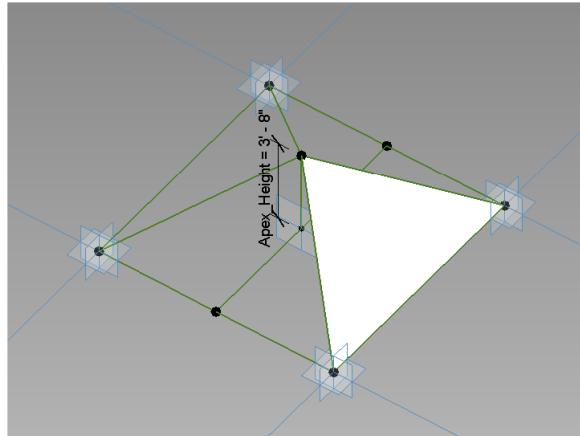 Apex_Height = 3' - 8"